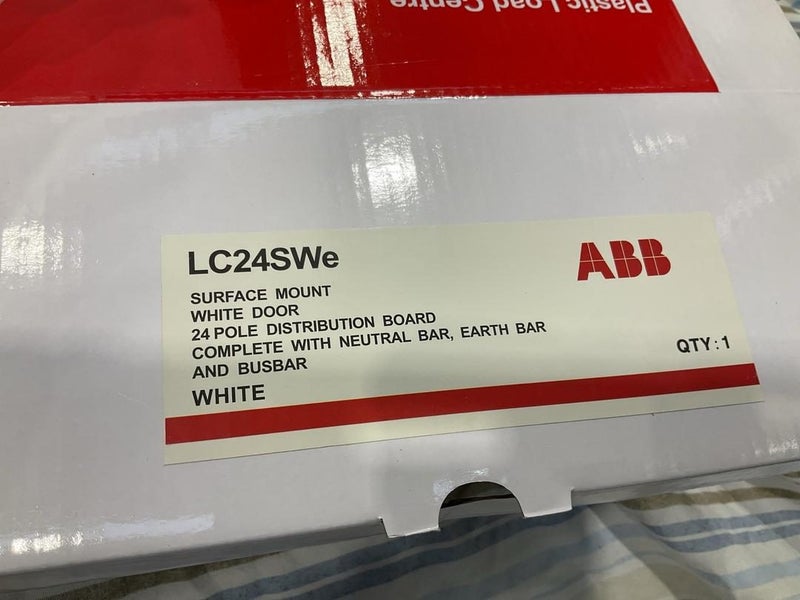 Plastic Load Centre
LC24SWe
ABB
SURFACE MOUNT
WHITE DOOR
24 POLE DISTRIBUTION BOARD
COMPLETE WITH NEUTRAL BAR, EARTH BAR
AND BUSBAR
QTY : 1
WHITE